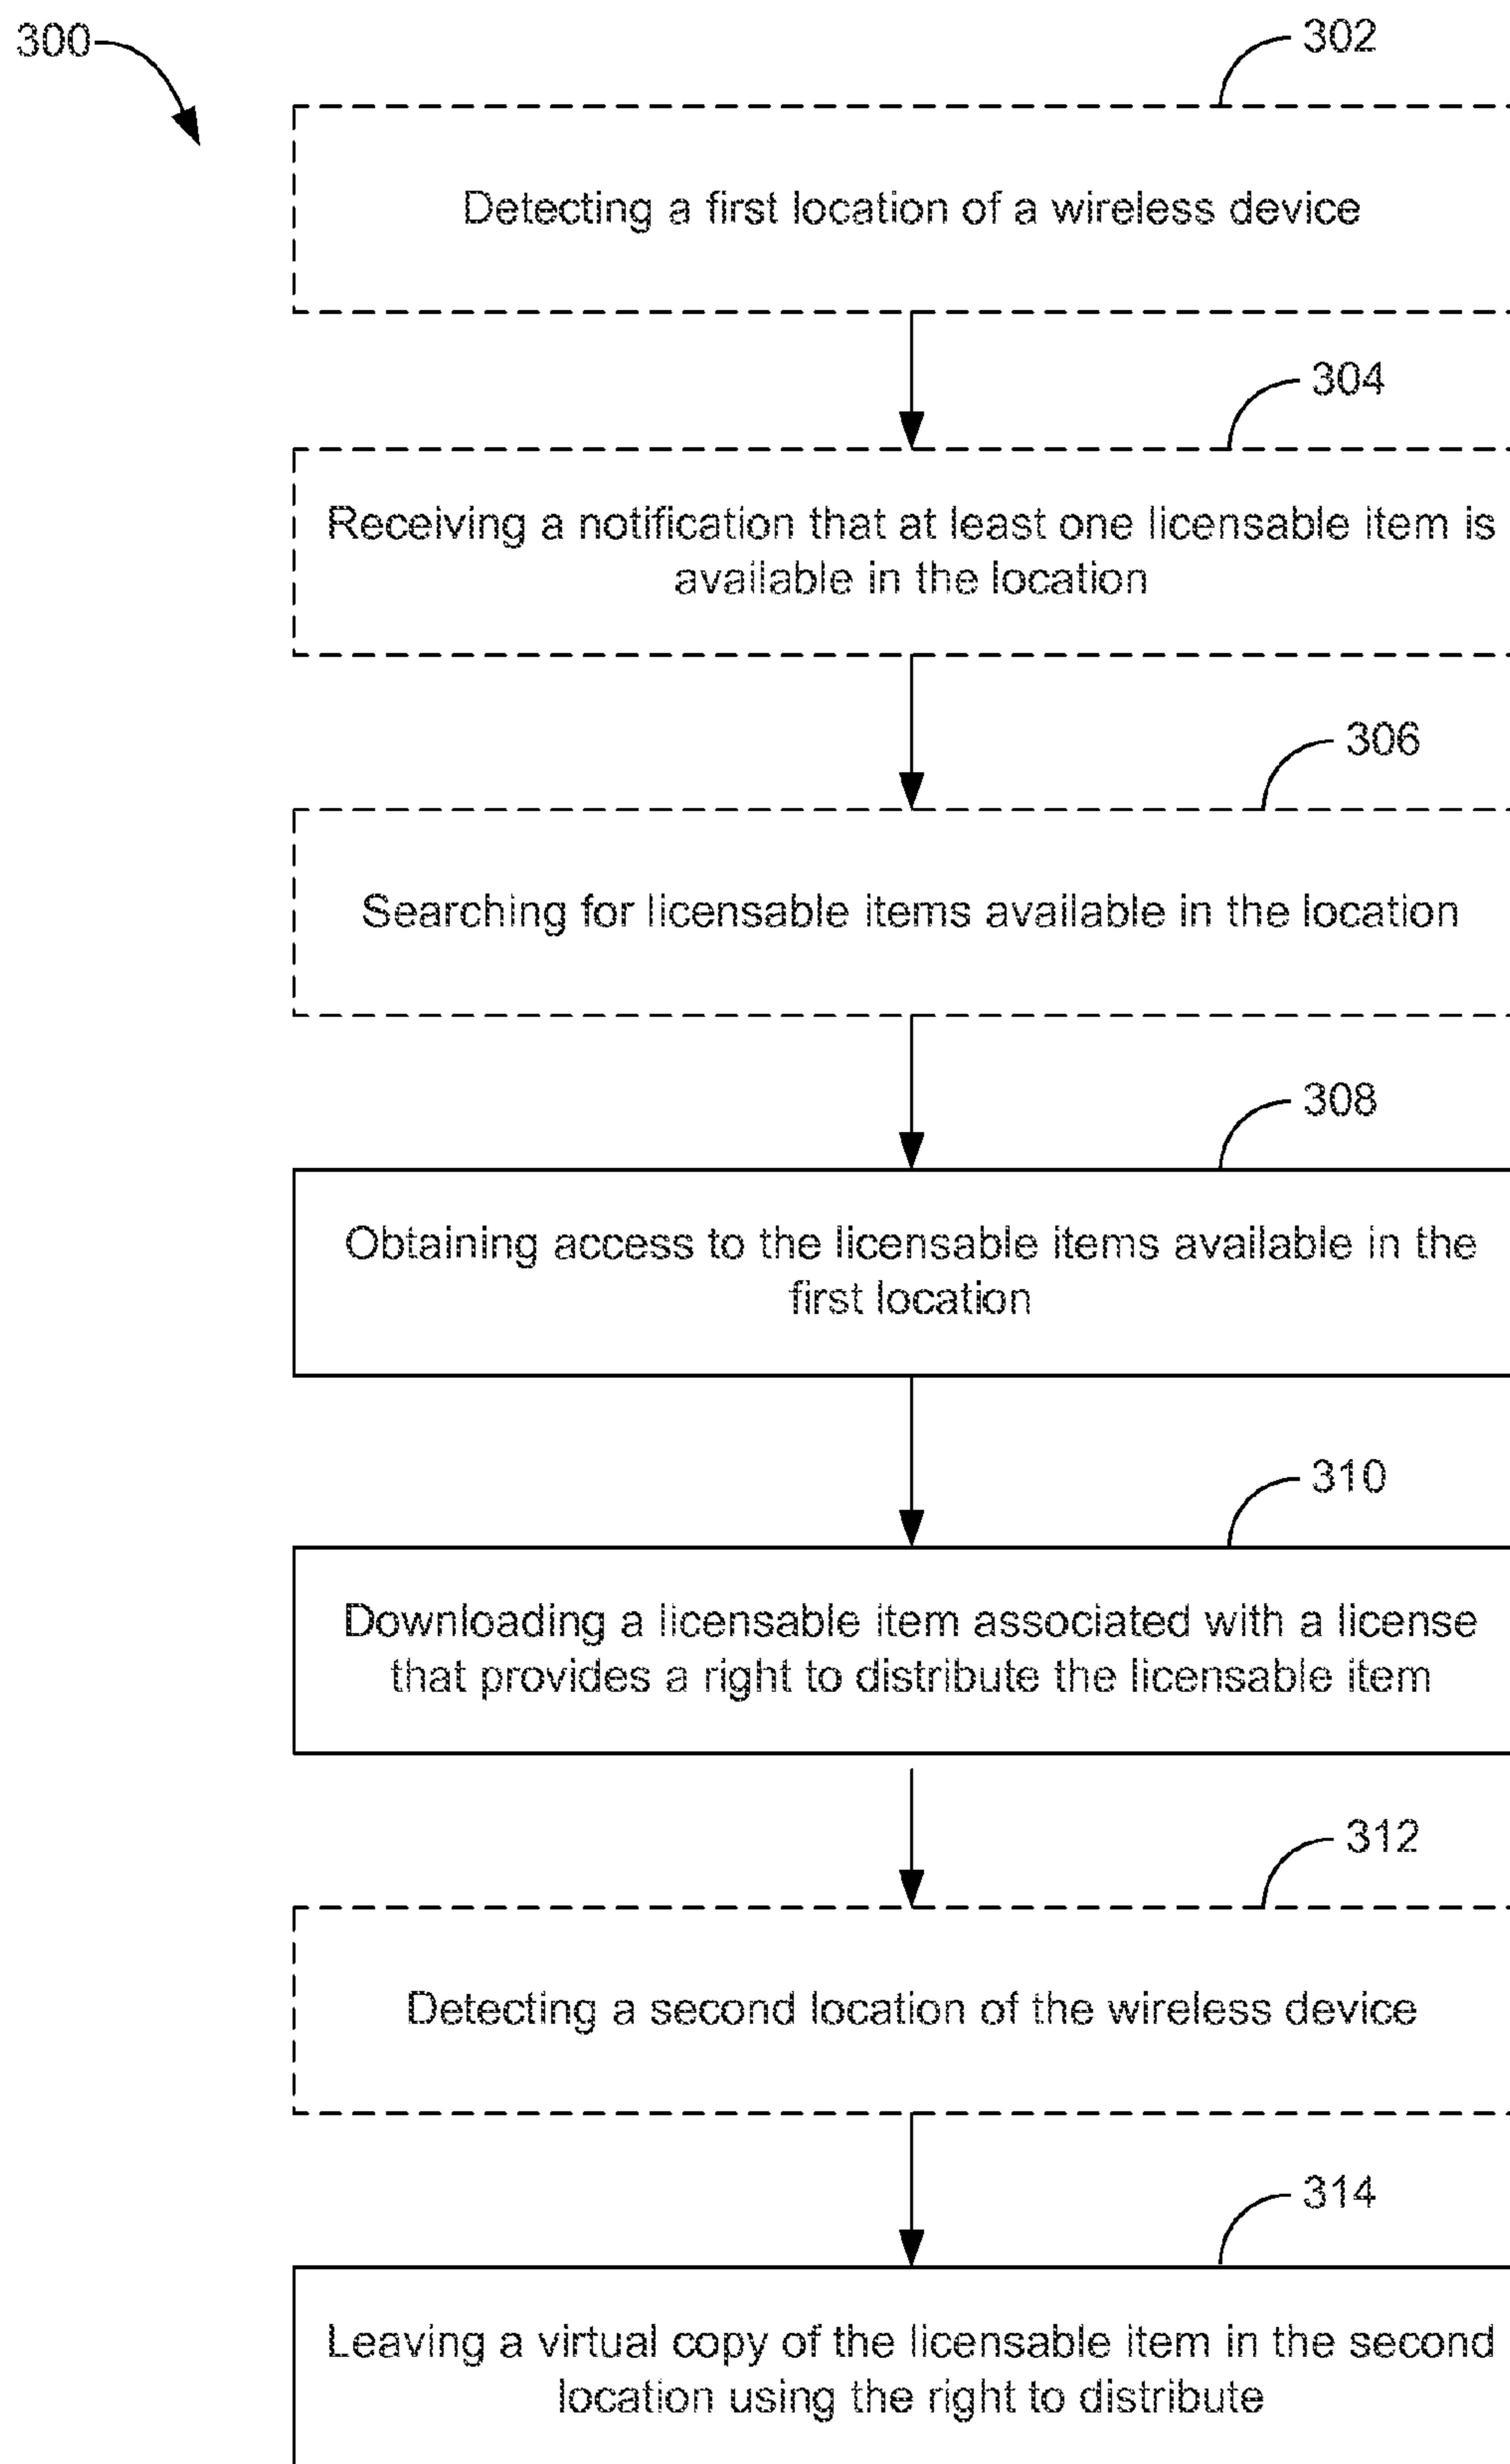 300
302
Detecting a first location of a wireless device
304
Receiving a notification that at least one licensable item is
available in the location
306
Searching for licensable items available in the location
308
Obtaining access to the licensable items available in the
first location
310
Downloading a licensable item associated with a license
that provides a right to distribute the licensable item
312
Detecting a second location of the wireless device
314
Leaving a virtual copy of the licensable item in the second
location using the right to distribute